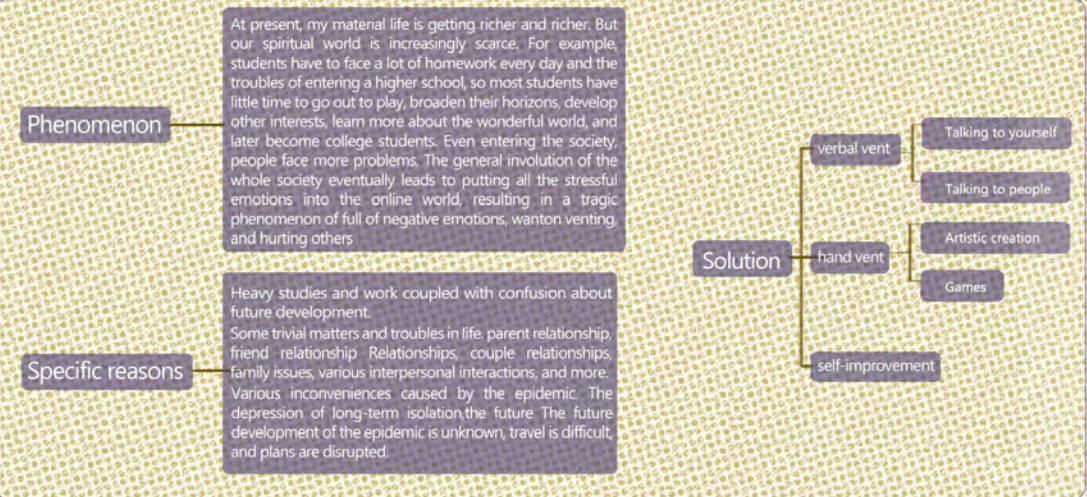 Phenomenon
At present, my material life is getting richer and richer. But
our spiritual world is increasingly scarce. For example,
students have to face a lot of homework every day and the
troubles of entering a higher school, so most students have
little time to go out to play, broaden their horizons, develop
other interests, learn more about the wonderful world, and
later become college students. Even entering the society,
people face more problems. The general involution of the
whole society eventually leads to putting all the stressful
emotions into the online world, resulting in a tragic
phenomenon of full of negative emotions, wanton venting,
and hurting others
Specific reasons
Heavy studies and work coupled with confusion about
future development.
Some trivial matters and troubles in life. parent relationship,
friend relationship Relationships, couple relationships,
family issues, various interpersonal interactions, and more.
Various inconveniences caused by the epidemic. The
depression of long-term isolation,the future The future
development of the epidemic is unknown, travel is difficult,
and plans are disrupted.
Solution
verbal vent
Talking to yourself
Talking to people
hand vent
Artistic creation
Games
self-improvement